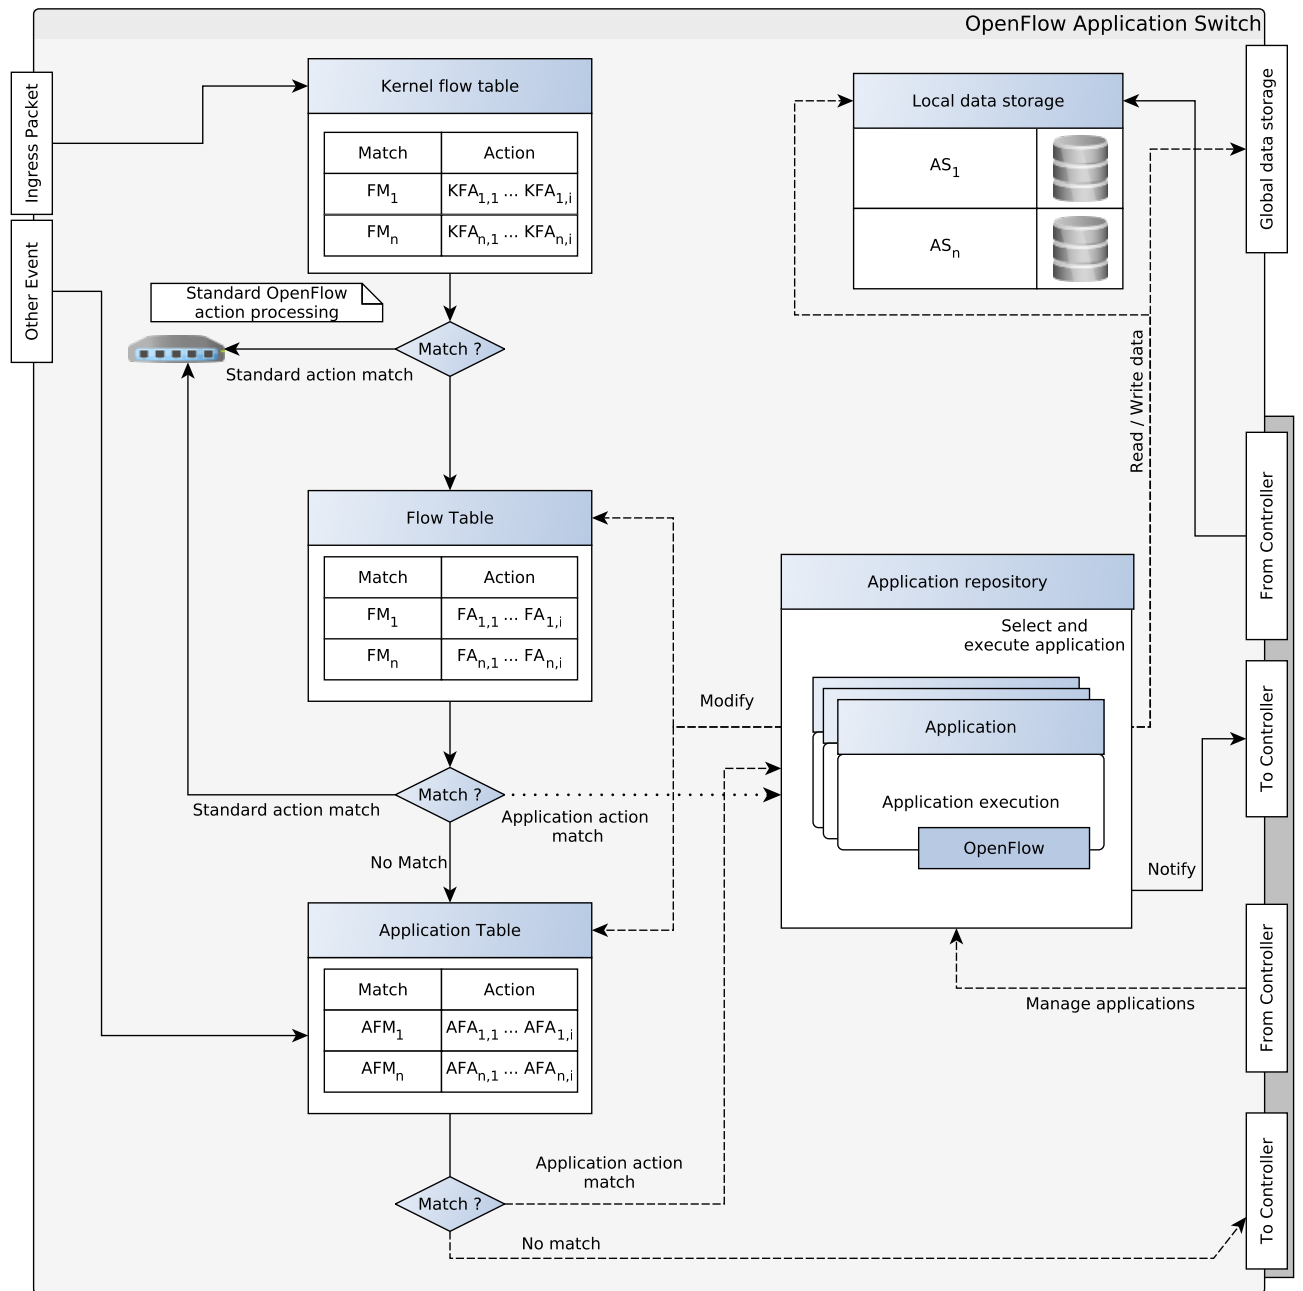 OpenFlow Application Switch
Ingress Packet
Other Event
Kernel flow table
Match Action
FM1 KFA1,1 ... KFA1,i
FMn KFAn,1 ... KFAn,i
Local data storage
AS1
ASn
Global data storage
Standard OpenFlow
action processing
Match ?
Standard action match
Read / Write data
Flow Table
Match Action
FM1 FA1,1 ... FA1,i
FMn FAn,1 ... FAn,i
From Controller
Application repository
Select and
execute application
Application
Application execution
OpenFlow
Modify
To Controller
Match ?
Standard action match
Application action
match
No Match
Notify
Application Table
Match Action
AFM1 AFA1,1 ... AFA1,i
AFMn AFAn,1 ... AFAn,i
From Controller
Manage applications
Application action
match
Match ?
No match
To Controller